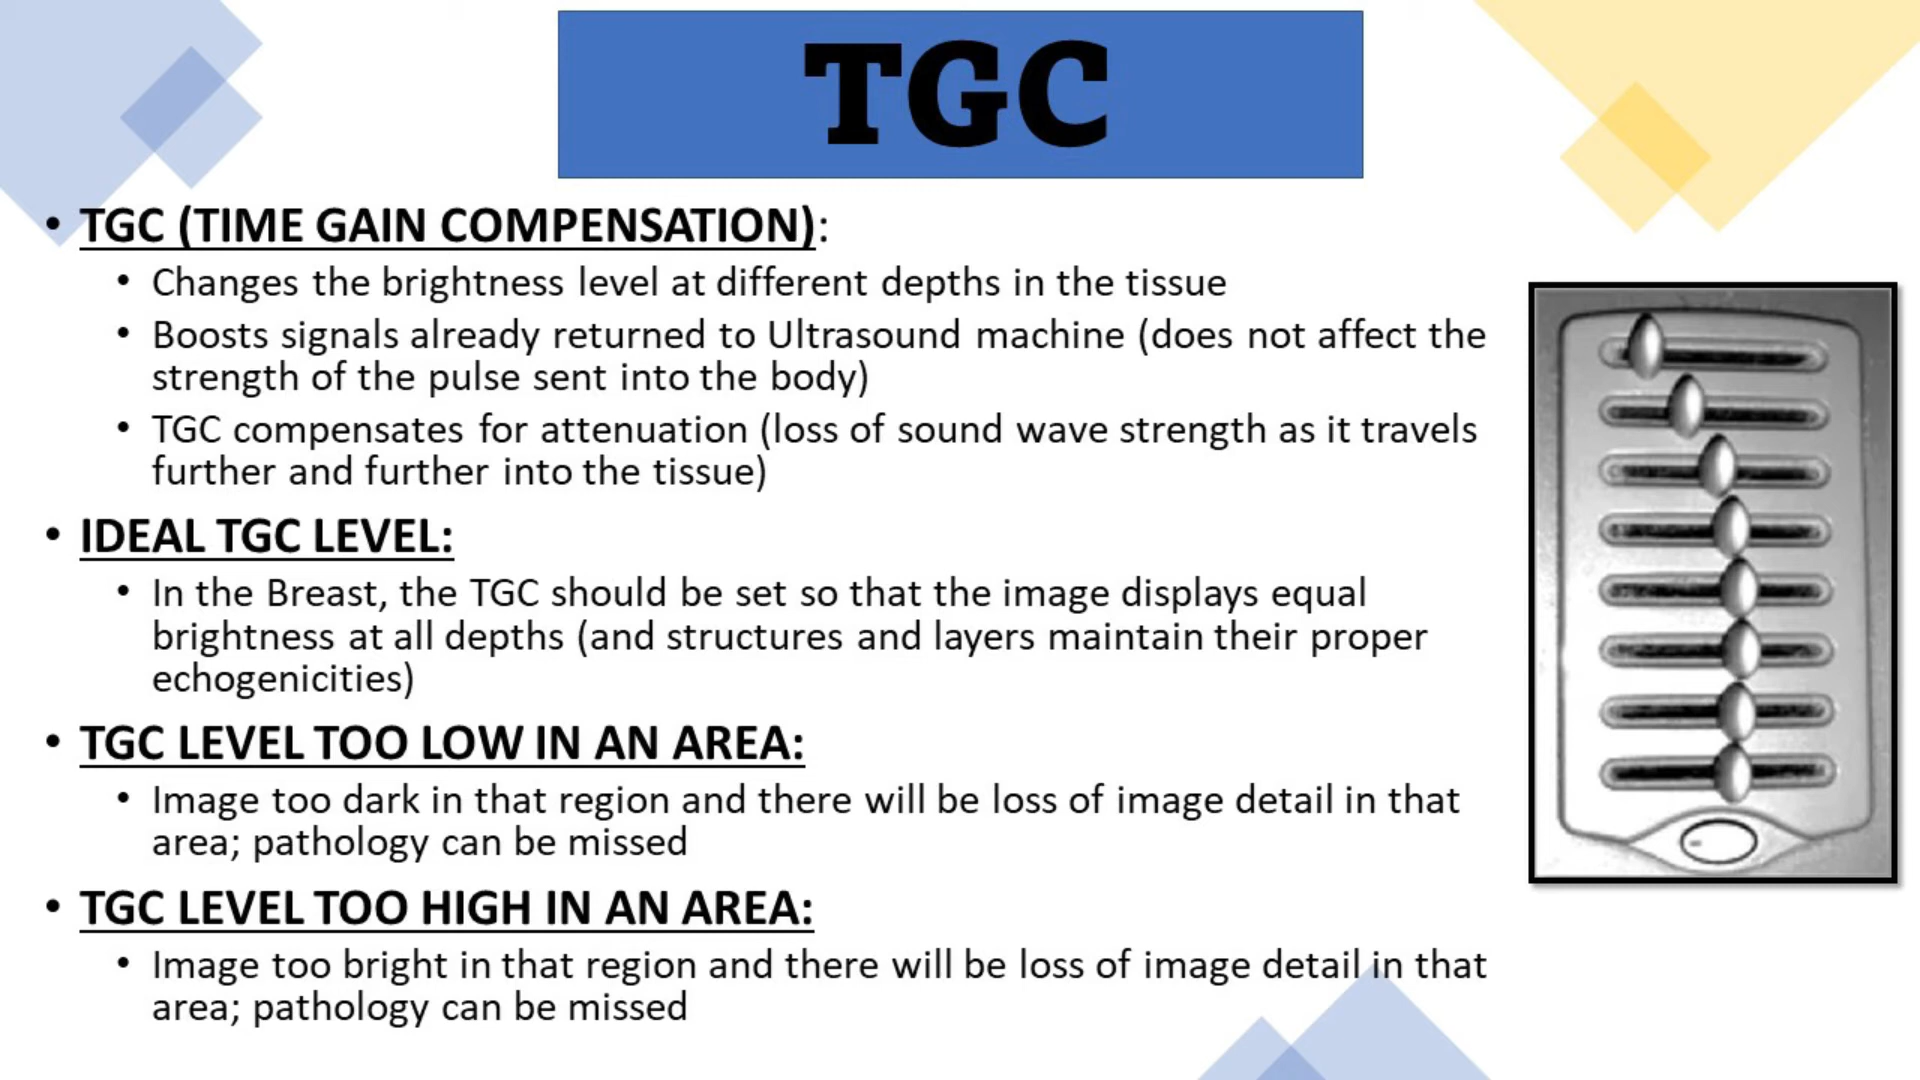 TGC
• TGC (TIME GAIN COMPENSATION):
• Changes the brightness level at different depths in the tissue
• Boosts signals already returned to Ultrasound machine (does not affect the
strength of the pulse sent into the body)
• TGC compensates for attenuation (loss of sound wave strength as it travels
further and further into the tissue)
• IDEAL TGC LEVEL:
• In the Breast, the TGC should be set so that the image displays equal
brightness at all depths (and structures and layers maintain their proper
echogenicities)
• TGC LEVEL TOO LOW IN AN AREA:
• Image too dark in that region and there will be loss of image detail in that
area; pathology can be missed
• TGC LEVEL TOO HIGH IN AN AREA:
• Image too bright in that region and there will be loss of image detail in that
area; pathology can be missed